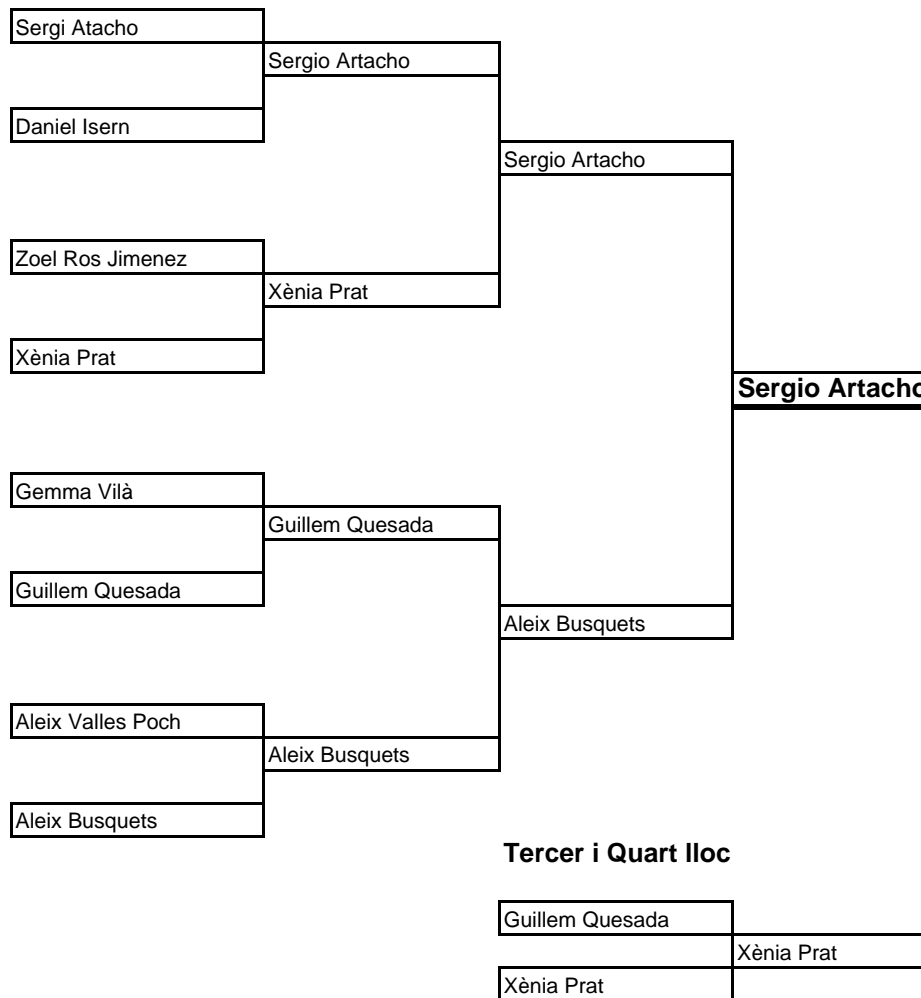 Sergi Atacho
Sergio Artacho
Daniel Isern
Sergio Artacho
Zoel Ros Jimenez
Xènia Prat
Xènia Prat
Sergio Artacho
Gemma Vilà
Guillem Quesada
Guillem Quesada
Aleix Busquets
Aleix Valles Poch
Aleix Busquets
Aleix Busquets
Tercer i Quart lloc
Guillem Quesada
Xènia Prat
Xènia Prat